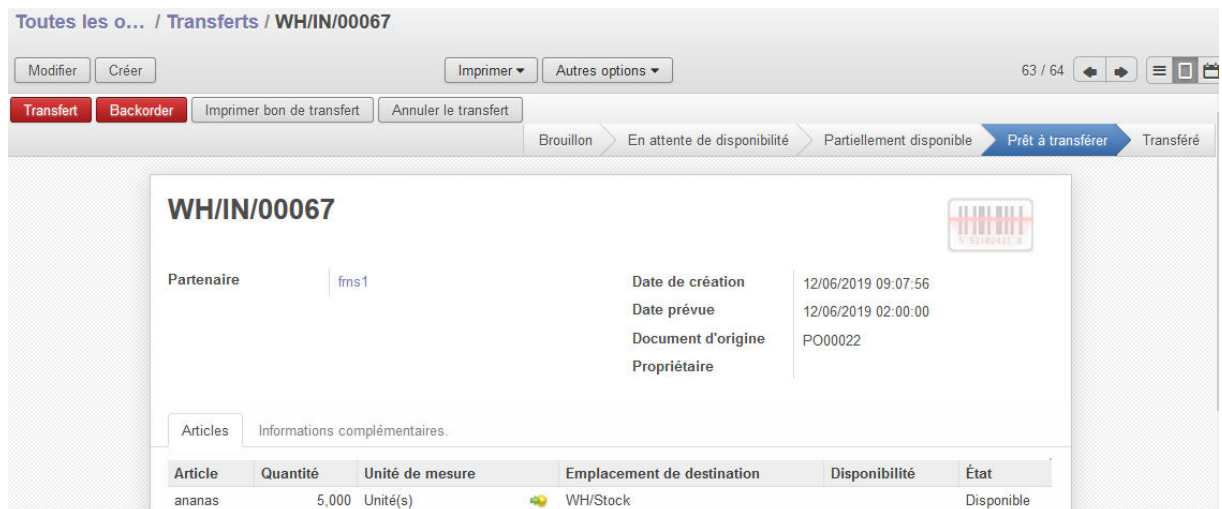 Toutes les o... / Transferts / WH/IN/00067
Modifier Créer Imprimer Autres options 63 / 64
Transfert Backorder Imprimer bon de transfert Annuler le transfert
Brouillon En attente de disponibilité Partiellement disponible Prêt à transférer Transféré
WH/IN/00067
Partenaire frns1
Date de création 12/06/2019 09:07:56
Date prévue 12/06/2019 02:00:00
Document d'origine PO00022
Propriétaire
Articles Informations complémentaires.
Article Quantité Unité de mesure Emplacement de destination Disponibilité État
ananas 5,000 Unité(s) WH/Stock Disponible